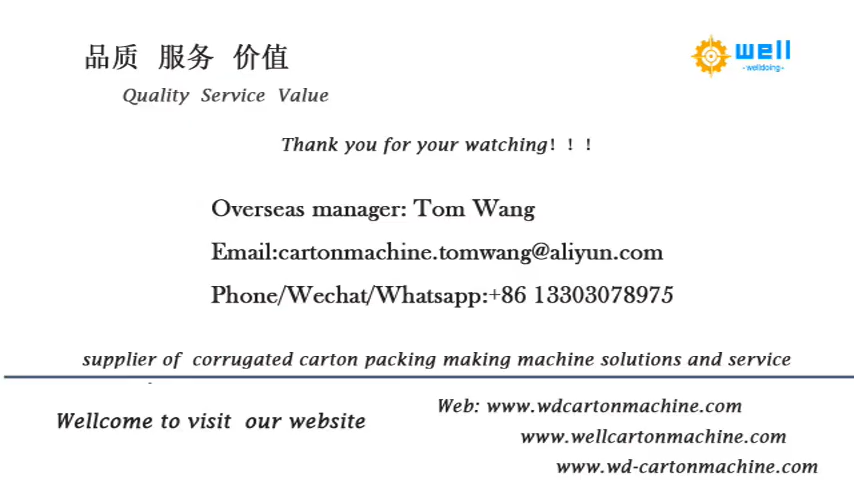 品质 服务 价值
well
-welldoing-
Quality Service Value
Thank you for your watching！！！
Overseas manager: Tom Wang
Email:cartonmachine.tomwang@aliyun.com
Phone/Wechat/Whatsapp:+86 13303078975
supplier of corrugated carton packing making machine solutions and service
Wellcome to visit our website
Web: www.wdcartonmachine.com
www.wellcartonmachine.com
www.wd-cartonmachine.com